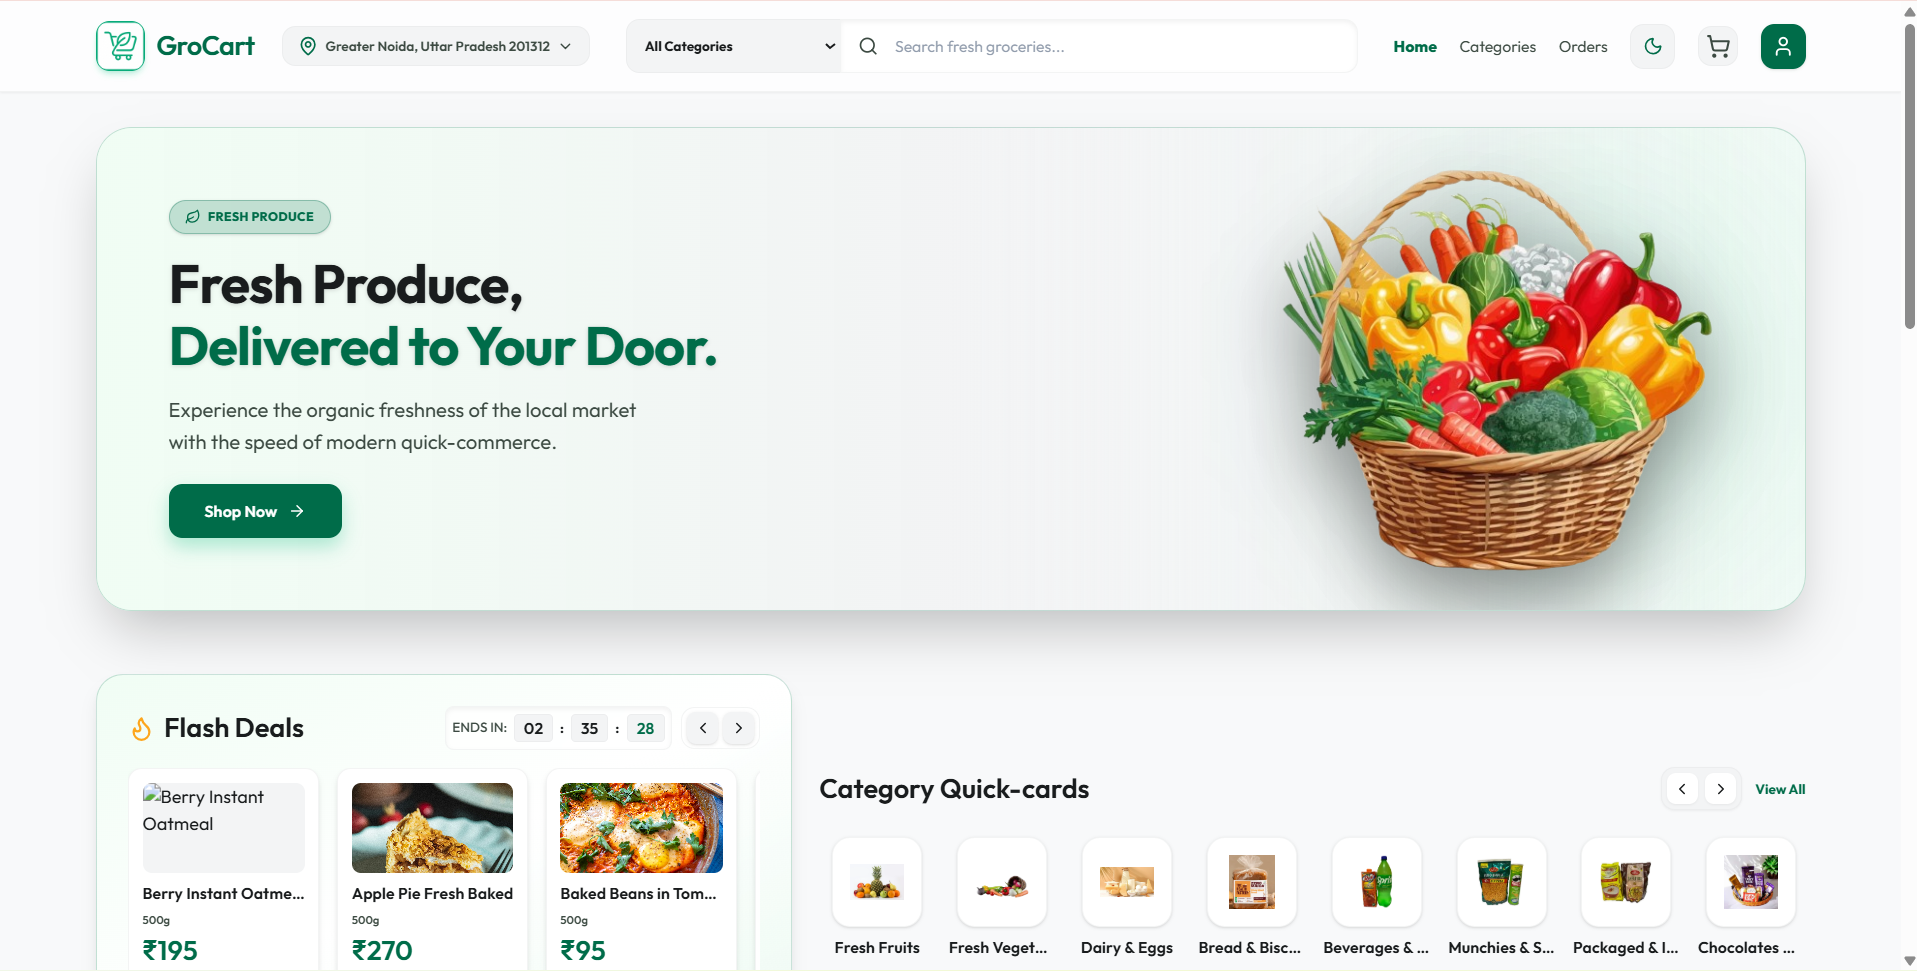 GroCart
Greater Noida, Uttar Pradesh 201312
All Categories
Search fresh groceries...
Home
Categories
Orders
FRESH PRODUCE
Fresh Produce,
Delivered to Your Door.
Experience the organic freshness of the local market
with the speed of modern quick-commerce.
Shop Now
Flash Deals
ENDS IN: 02 : 35 : 28
Berry Instant
Oatmeal
Berry Instant Oatme...
500g
₹195
Apple Pie Fresh Baked
500g
₹270
Baked Beans in Tom...
500g
₹95
Category Quick-cards
View All
Fresh Fruits
Fresh Veget...
Dairy & Eggs
Bread & Bisc...
Beverages & ...
Munchies & S...
Packaged & I...
Chocolates ...